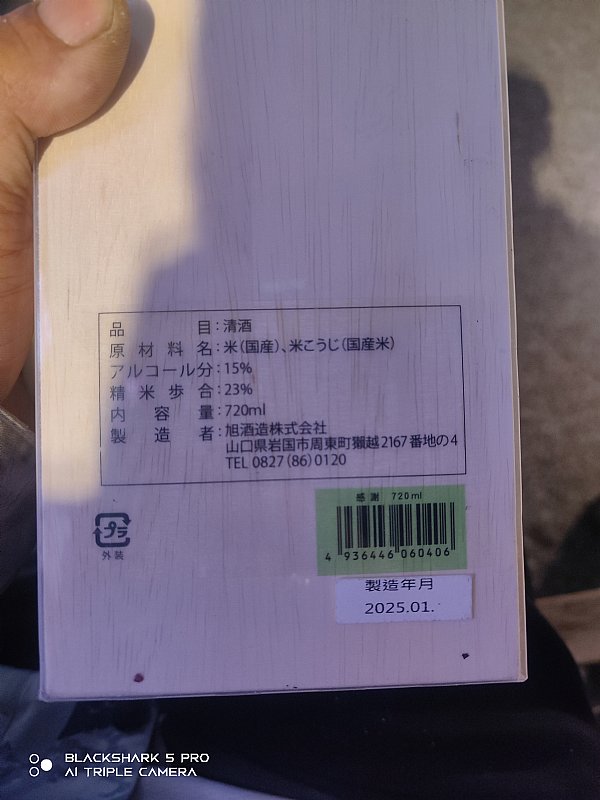 品目:清酒
原材料名:米(国産)、米こうじ(国産米)
アルコール分:15%
精米歩合:23%
内容量:720ml
製造者:旭酒造株式会社
山口県岩国市周東町獺越2167番地の4
TEL 0827(86)0120
プラ
外装
感謝 720ml
4 936446 060406
製造年月
2025.01.
BLACKSHARK 5 PRO
AI TRIPLE CAMERA